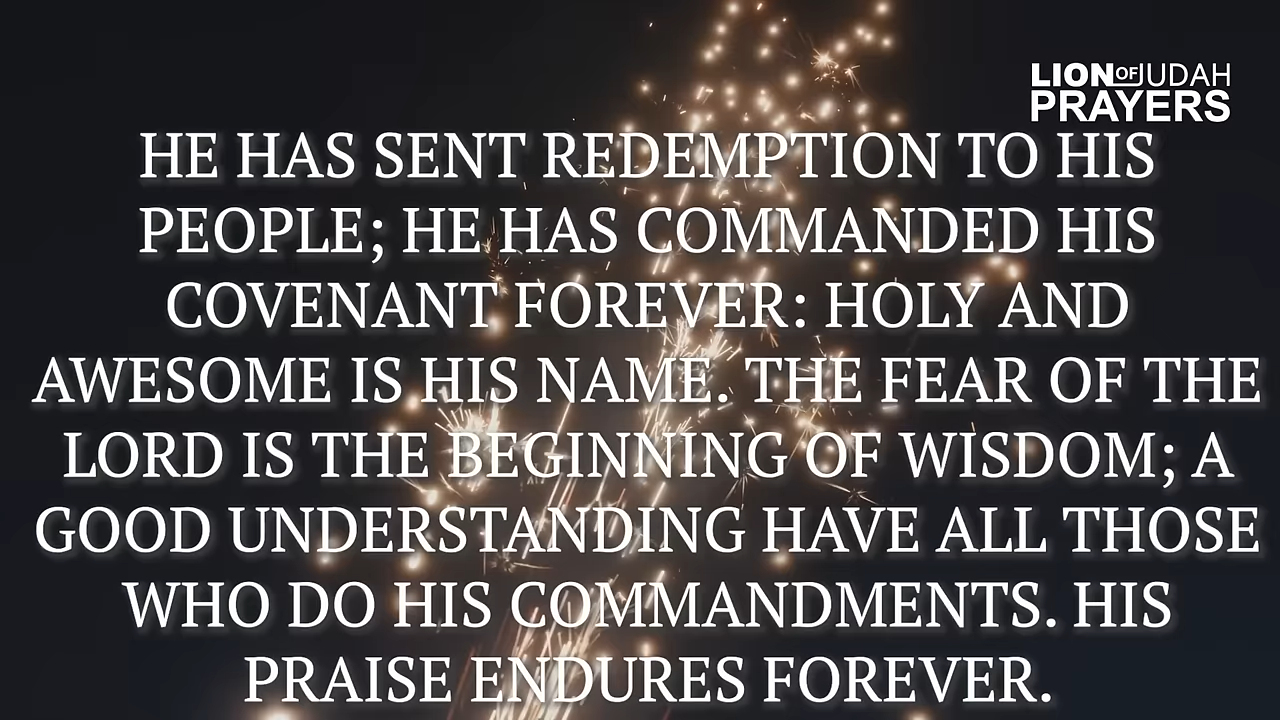 LION OF JUDAH
PRAYERS
HE HAS SENT REDEMPTION TO HIS
PEOPLE; HE HAS COMMANDED HIS
COVENANT FOREVER: HOLY AND
AWESOME IS HIS NAME. THE FEAR OF THE
LORD IS THE BEGINNING OF WISDOM; A
GOOD UNDERSTANDING HAVE ALL THOSE
WHO DO HIS COMMANDMENTS. HIS
PRAISE ENDURES FOREVER.